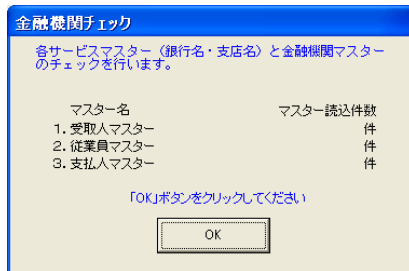 金融機関チェック
各サービスマスター（銀行名・支店名）と金融機関マスター
のチェックを行います。
マスター名 マスター読込件数
1. 受取人マスター 件
2. 従業員マスター 件
3. 支払人マスター 件
「OK」ボタンをクリックしてください
OK